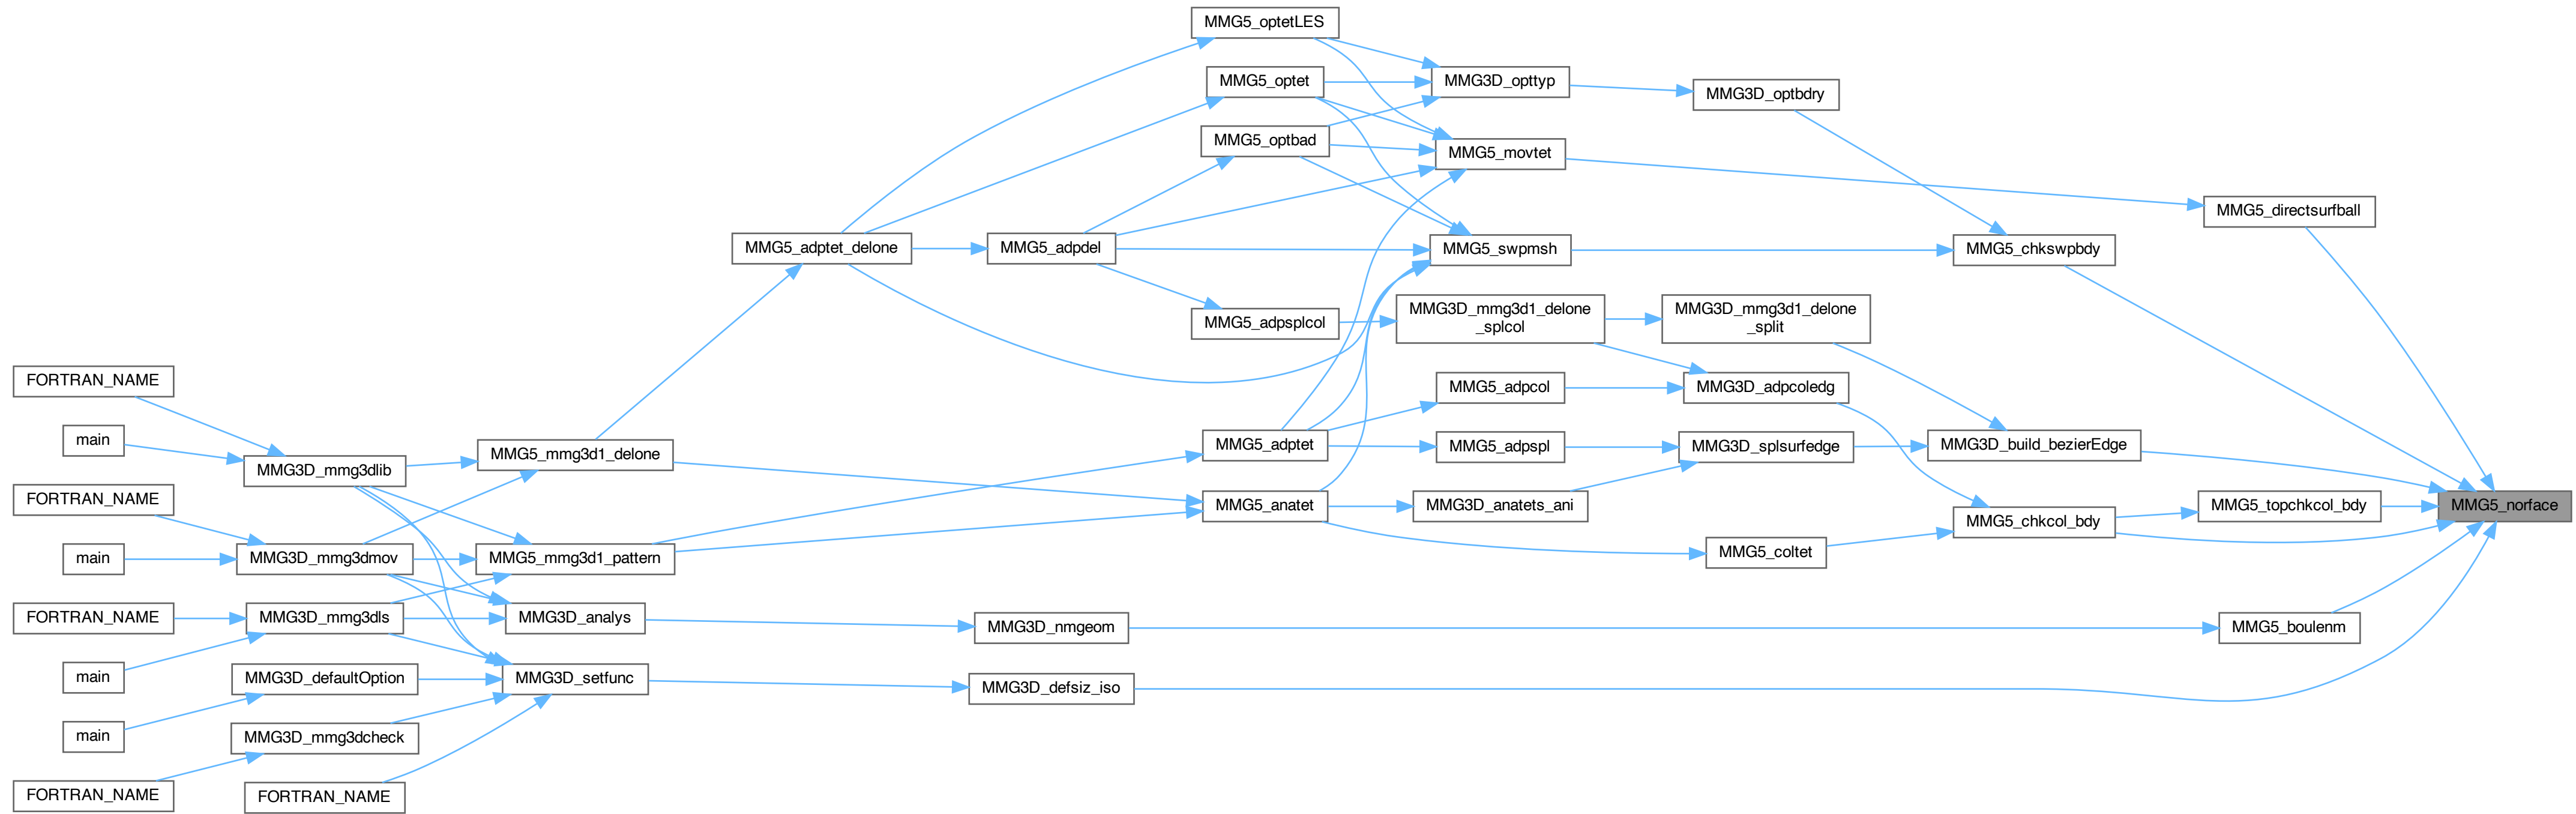 MMG5_optetLES
MMG5_optet
MMG3D_opttyp
MMG3D_optbdry
MMG5_optbad
MMG5_movtet
MMG5_directsurfball
MMG5_adptet_delone
MMG5_adpdel
MMG5_swpmsh
MMG5_chkswpbdy
MMG5_adpsplcol
MMG3D_mmg3d1_delone
_splcol
MMG3D_mmg3d1_delone
_split
FORTRAN_NAME
MMG5_adpcol
MMG3D_adpcoledg
main
MMG3D_mmg3dlib
MMG5_mmg3d1_delone
MMG5_adptet
MMG5_adpspl
MMG3D_splsurfedge
MMG3D_build_bezierEdge
FORTRAN_NAME
MMG5_anatet
MMG3D_anatets_ani
MMG5_chkcol_bdy
MMG5_topchkcol_bdy
MMG5_norface
main
MMG3D_mmg3dmov
MMG5_mmg3d1_pattern
MMG5_coltet
FORTRAN_NAME
MMG3D_mmg3dls
MMG3D_analys
MMG3D_nmgeom
MMG5_boulenm
main
MMG3D_defaultOption
MMG3D_setfunc
MMG3D_defsiz_iso
main
MMG3D_mmg3dcheck
FORTRAN_NAME
FORTRAN_NAME